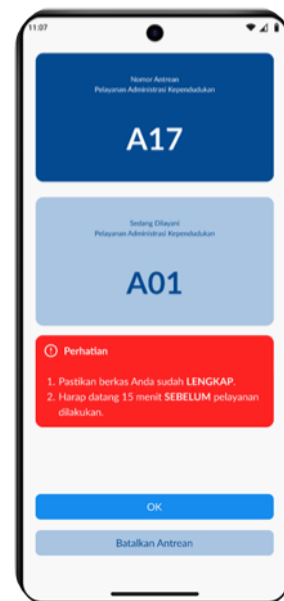 11:07
Nomor Antrean
Pelayanan Administrasi Kependudukan
A17
Sedang Dilayani
Pelayanan Administrasi Kependudukan
A01
Perhatian
1. Pastikan berkas Anda sudah LENGKAP.
2. Harap datang 15 menit SEBELUM pelayanan
dilakukan.
OK
Batalkan Antrean